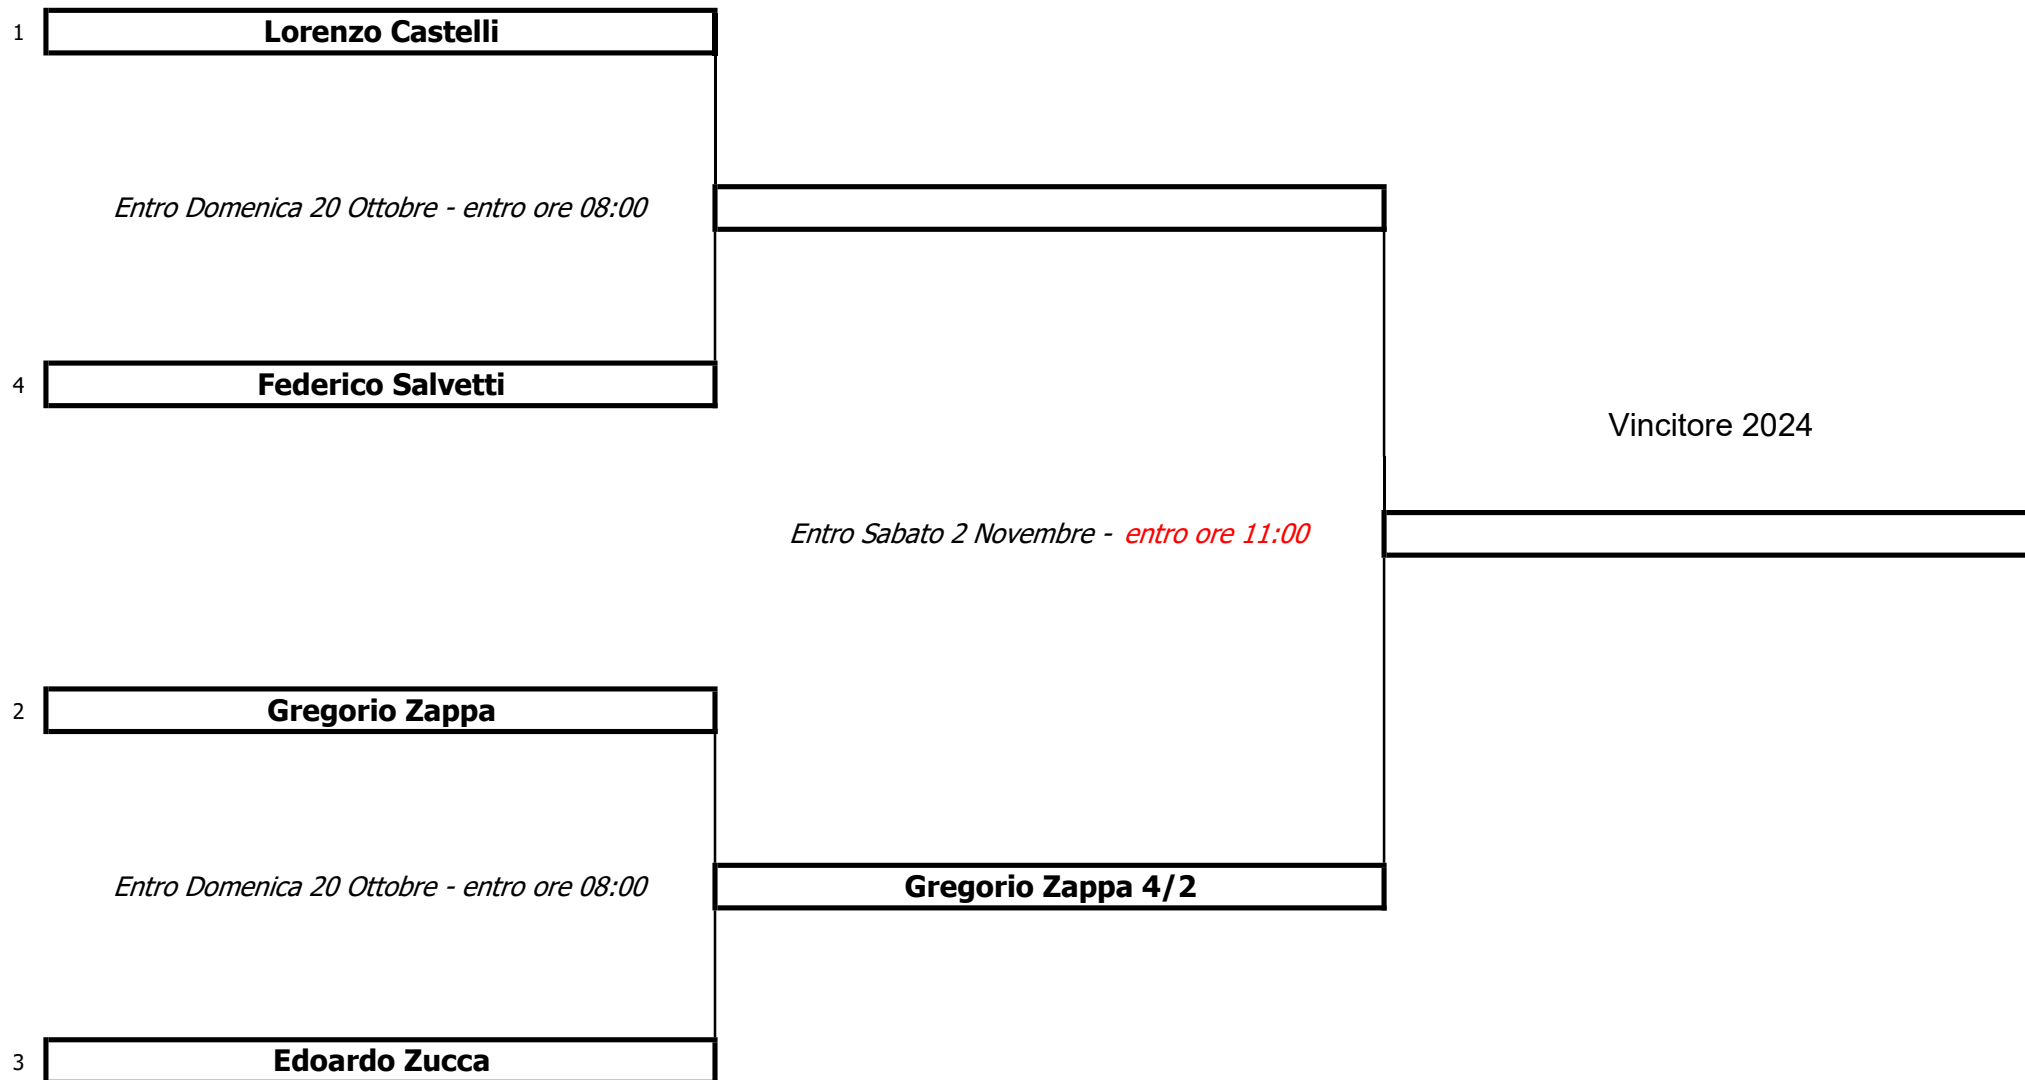 1 Lorenzo Castelli
Entro Domenica 20 Ottobre - entro ore 08:00
4 Federico Salvetti
Vincitore 2024
Entro Sabato 2 Novembre - entro ore 11:00
2 Gregorio Zappa
Entro Domenica 20 Ottobre - entro ore 08:00
Gregorio Zappa 4/2
3 Edoardo Zucca